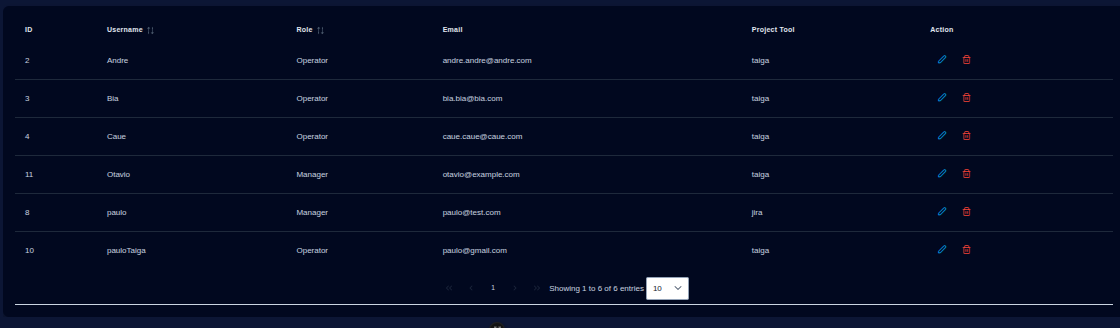 ID Username Role Email Project Tool Action
2 Andre Operator andre.andre@andre.com taiga
3 Bia Operator bia.bia@bia.com taiga
4 Caue Operator caue.caue@caue.com taiga
11 Otavio Manager otavio@example.com taiga
8 paulo Manager paulo@test.com jira
10 pauloTaiga Operator paulo@gmail.com taiga
1 Showing 1 to 6 of 6 entries 10